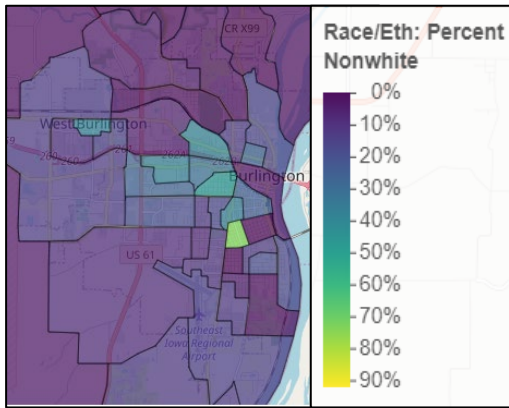 CR X99
West Burlington
262A
Burlington
US 61
Southeast
Iowa Regional
Airport
Race/Eth: Percent
Nonwhite
0%
10%
20%
30%
40%
50%
60%
70%
80%
90%